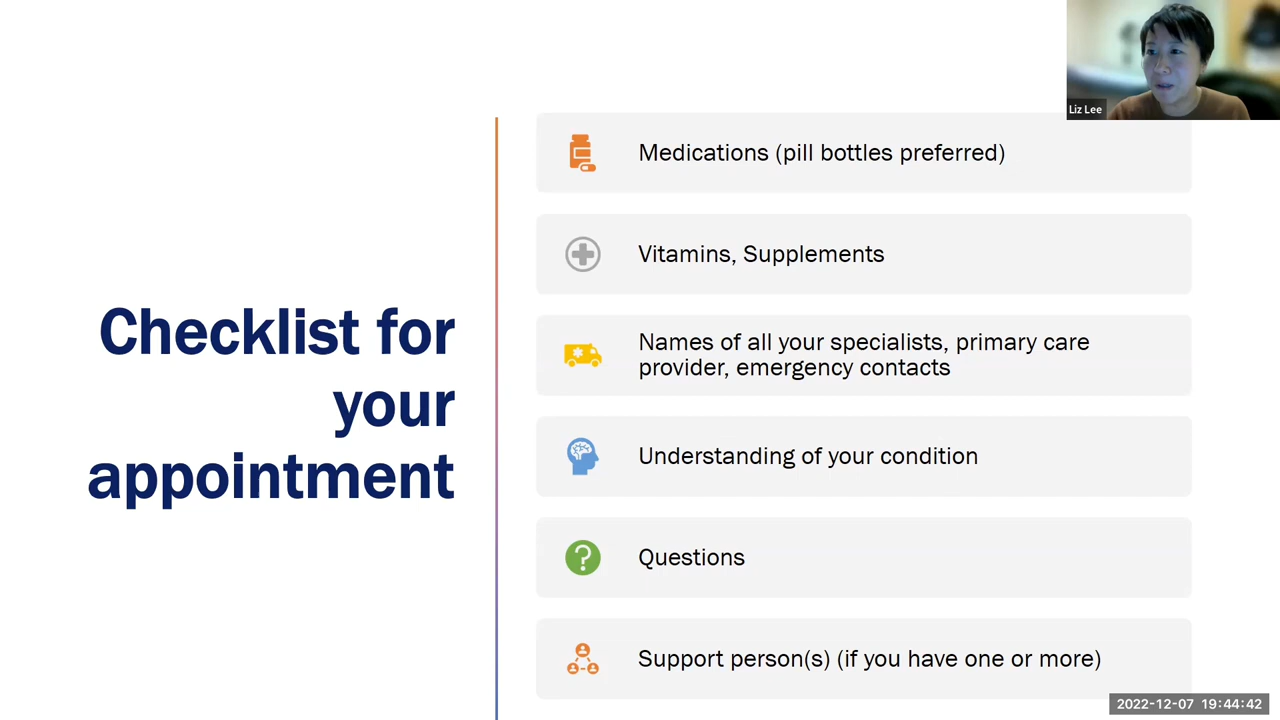 Liz Lee
Checklist for
your
appointment
Medications (pill bottles preferred)
Vitamins, Supplements
Names of all your specialists, primary care
provider, emergency contacts
Understanding of your condition
?
Questions
Support person(s) (if you have one or more)
2022-12-07 19:44:42